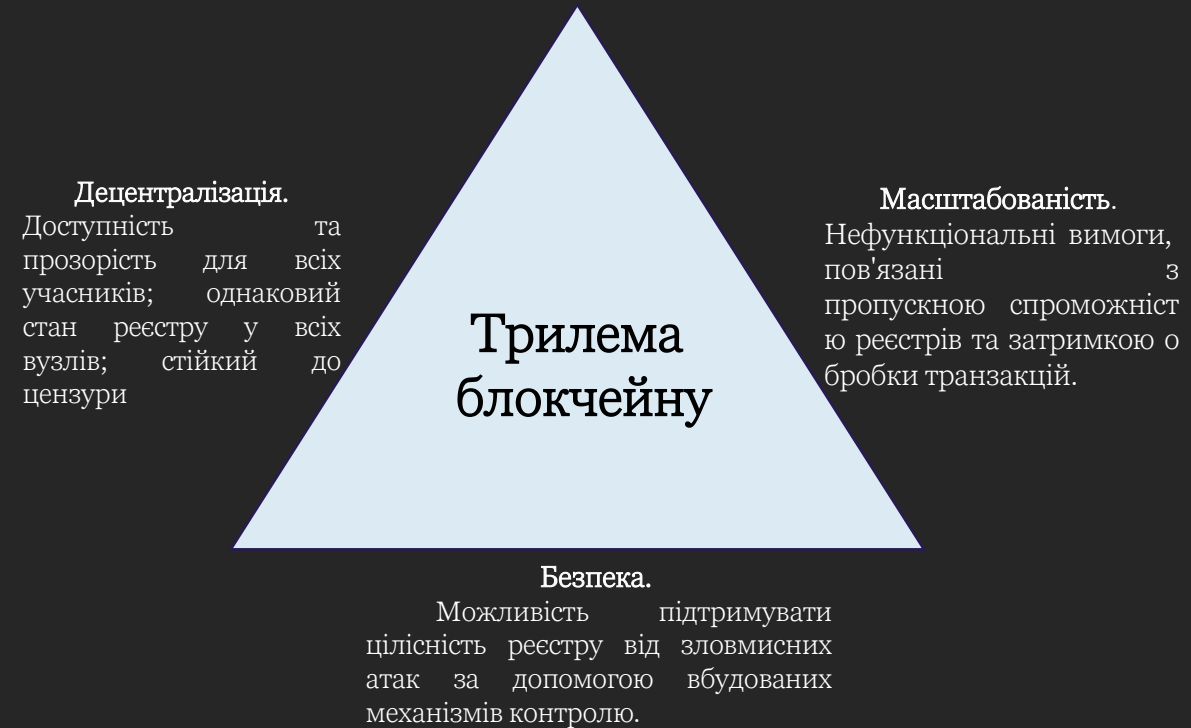 Децентралізація.
Доступність та
прозорість для всіх
учасників; однаковий
стан реєстру у всіх
вузлів; стійкий до
цензури
Трилема
блокчейну
Масштабованість.
Нефункціональні вимоги,
пов'язані з
пропускною спроможніст
ю реєстрів та затримкою о
бробки транзакцій.
Безпека.
Можливість підтримувати
цілісність реєстру від зловмисних
атак за допомогою вбудованих
механізмів контролю.